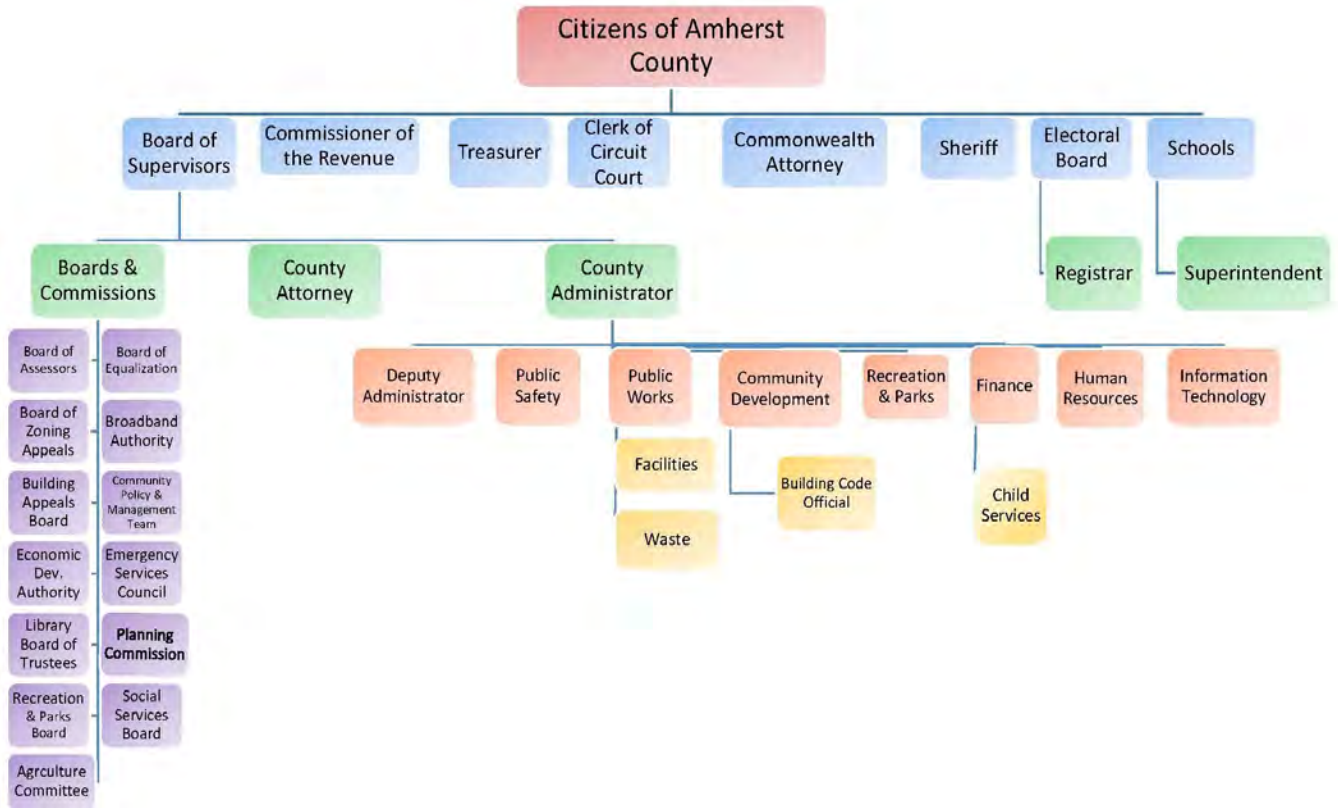 Citizens of Amherst
County
Board of
Supervisors
Commissioner of
the Revenue
Treasurer
Clerk of
Circuit
Court
Commonwealth
Attorney
Sheriff
Electoral
Board
Schools
Boards &
Commissions
County
Attorney
County
Administrator
Registrar
Superintendent
Board of
Assessors
Board of
Equalization
Board of
Zoning
Appeals
Broadband
Authority
Building
Appeals
Board
Community
Policy &
Management
Team
Economic
Dev.
Authority
Emergency
Services
Council
Library
Board of
Trustees
Planning
Commission
Recreation
& Parks
Board
Social
Services
Board
Agrculture
Committee
Deputy
Administrator
Public
Safety
Public
Works
Community
Development
Recreation
& Parks
Finance
Human
Resources
Information
Technology
Facilities
Waste
Building Code
Official
Child
Services